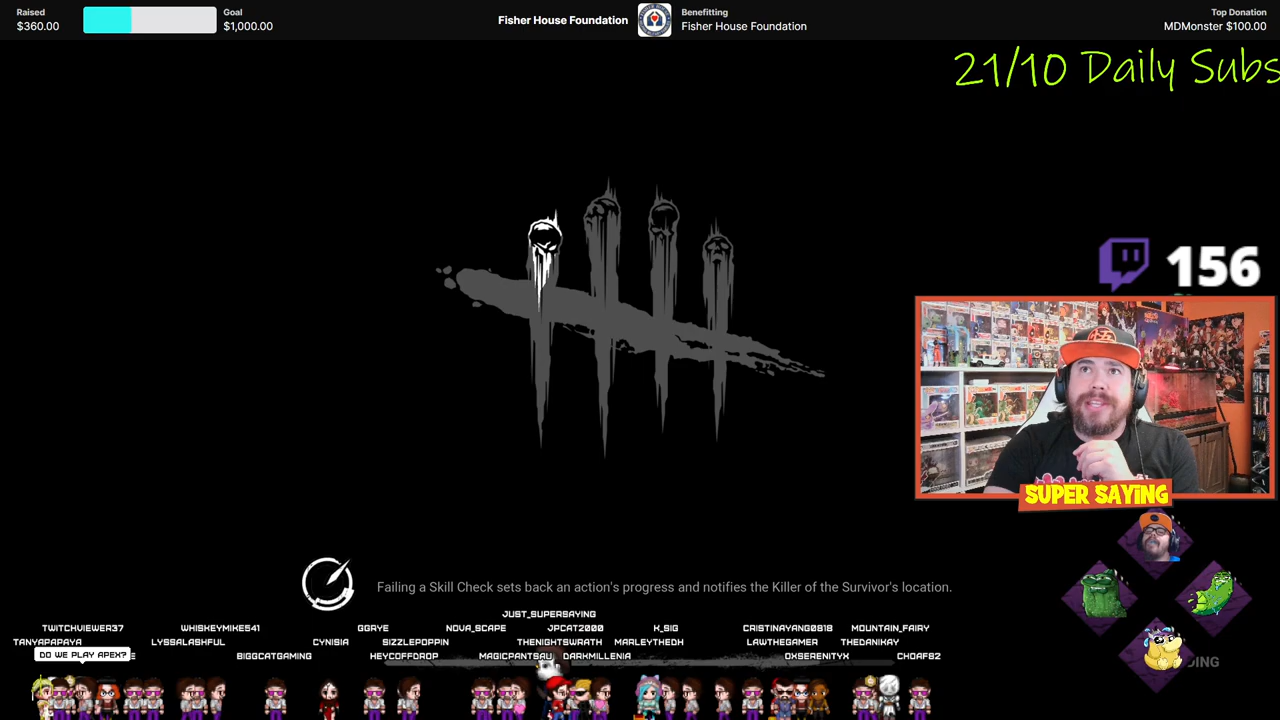 Raised
$360.00
Goal
$1,000.00
Fisher House Foundation
Benefitting
Fisher House Foundation
Top Donation
MDMonster $100.00
21/10 Daily Subs
156
SUPER SAYING
Failing a Skill Check sets back an action's progress and notifies the Killer of the Survivor's location.
JUST_SUPERSAYING
TWITCHVIEWER37 WHISKEYMIKE541 GGRYE NOVA_SCAPE JPCAT2000 K_SIG CRISTINAYANG0818 MOUNTAIN_FAIRY
TANYAPAPAYA LYSSALASHFUL CYNISIA SIZZLEPOPPIN THENIGHTSWRATH MARLEYTHEDH LAWTHEGAMER THEDANIKAY
DO WE PLAY APEX? BIGGCATGAMING HEYCOFFDROP MAGICPANTSAU DARKMILLENIA OXSERENITYX CHOAF82